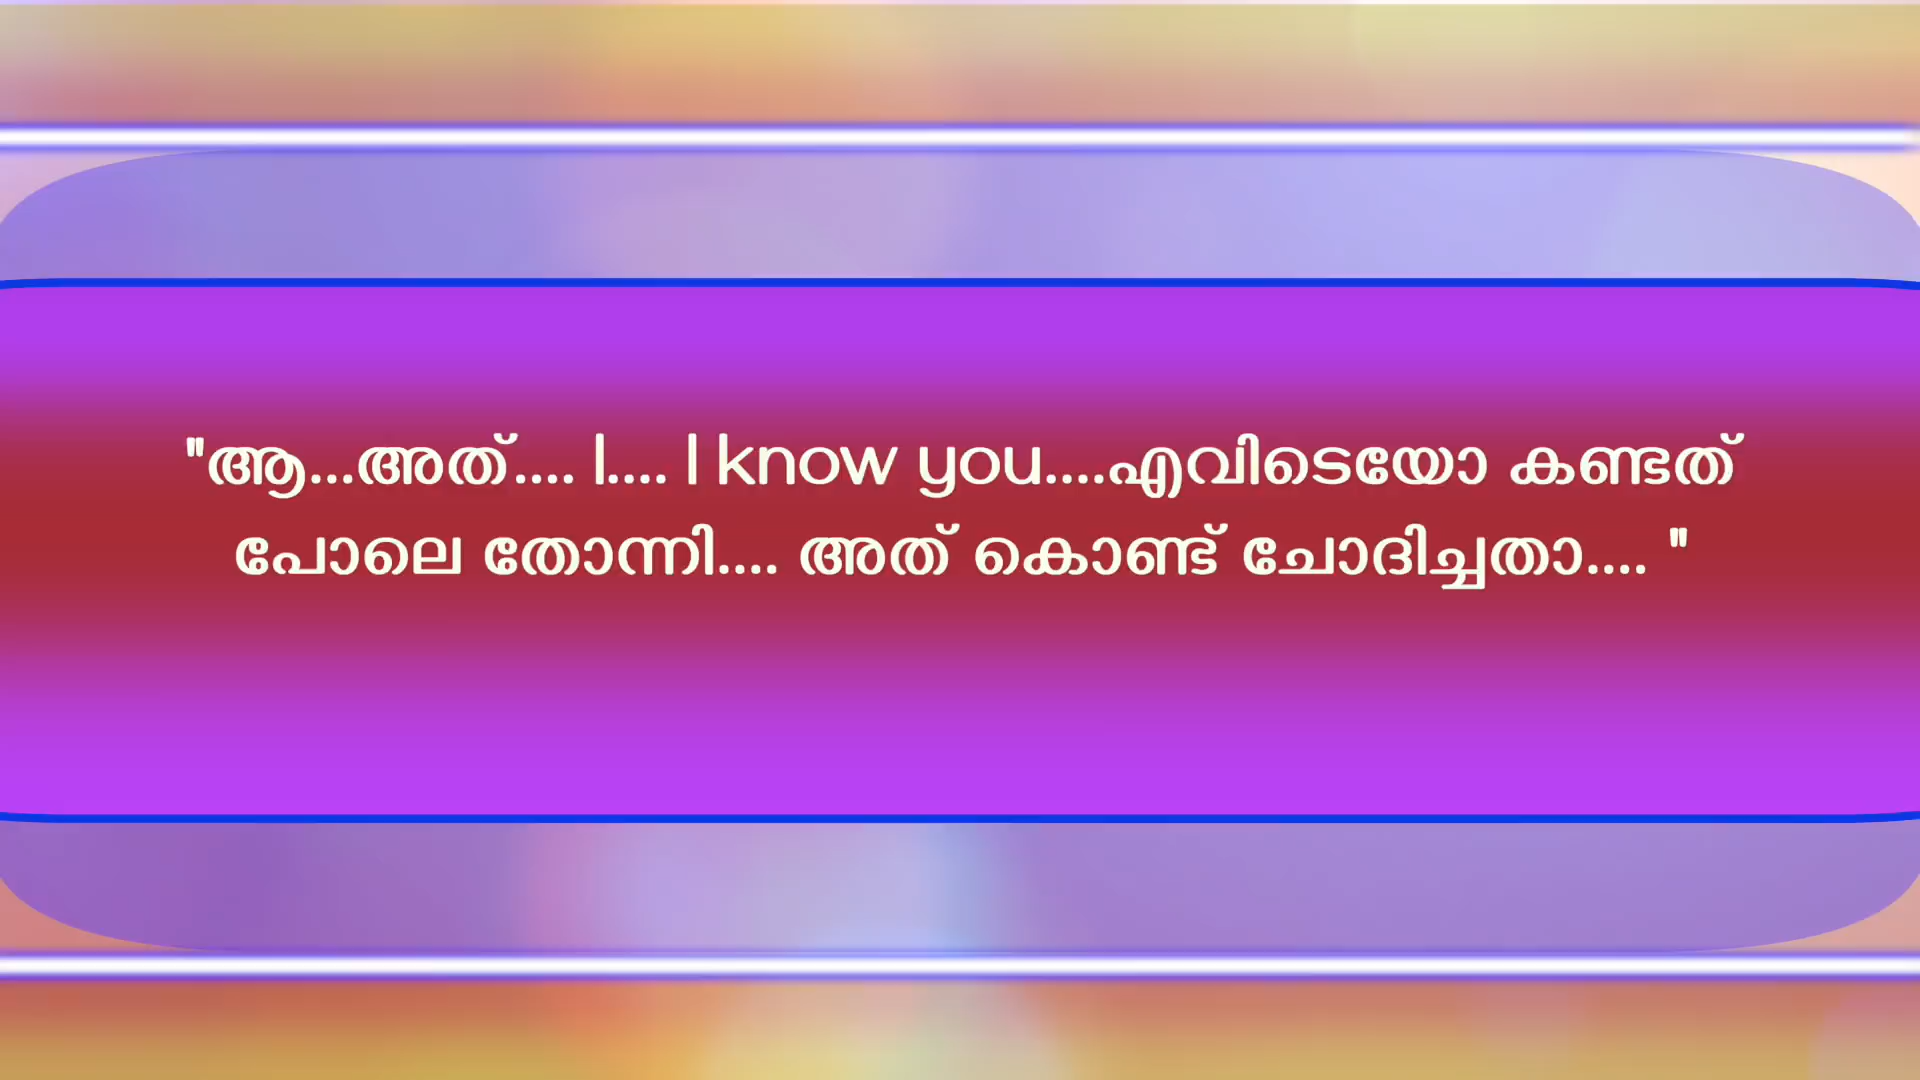 "ആ...അത്.... I.... I know you....എവിടെയോ കണ്ടത്
പോലെ തോന്നി.... അത് കൊണ്ട് ചോദിച്ചതാ.... "